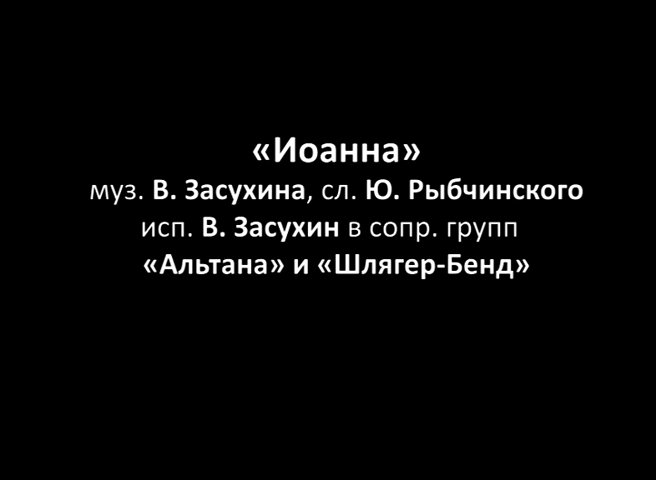 «Иоанна»
муз. В. Засухина, сл. Ю. Рыбчинского
исп. В. Засухин в сопр. групп
«Альтана» и «Шлягер-Бенд»